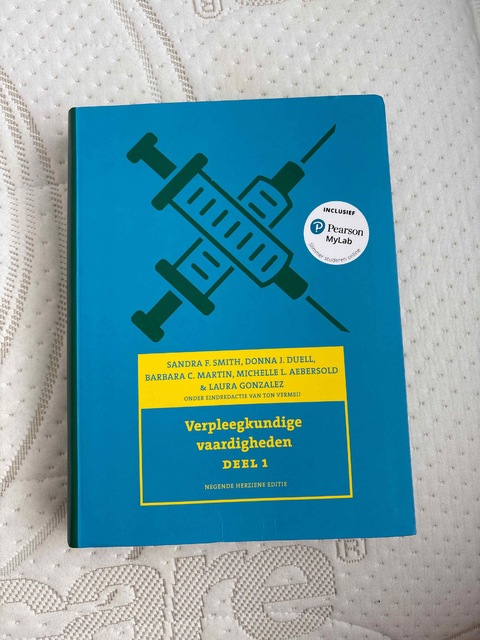 INCLUSIEF
Pearson
MyLab
Slimmer studeren online
SANDRA F. SMITH, DONNA J. DUELL,
BARBARA C. MARTIN, MICHELLE L. AEBERSOLD
& LAURA GONZALEZ
ONDER EINDREDACTIE VAN TON VERMEIJ
Verpleegkundige
vaardigheden
DEEL 1
NEGENDE HERZIENE EDITIE
care®